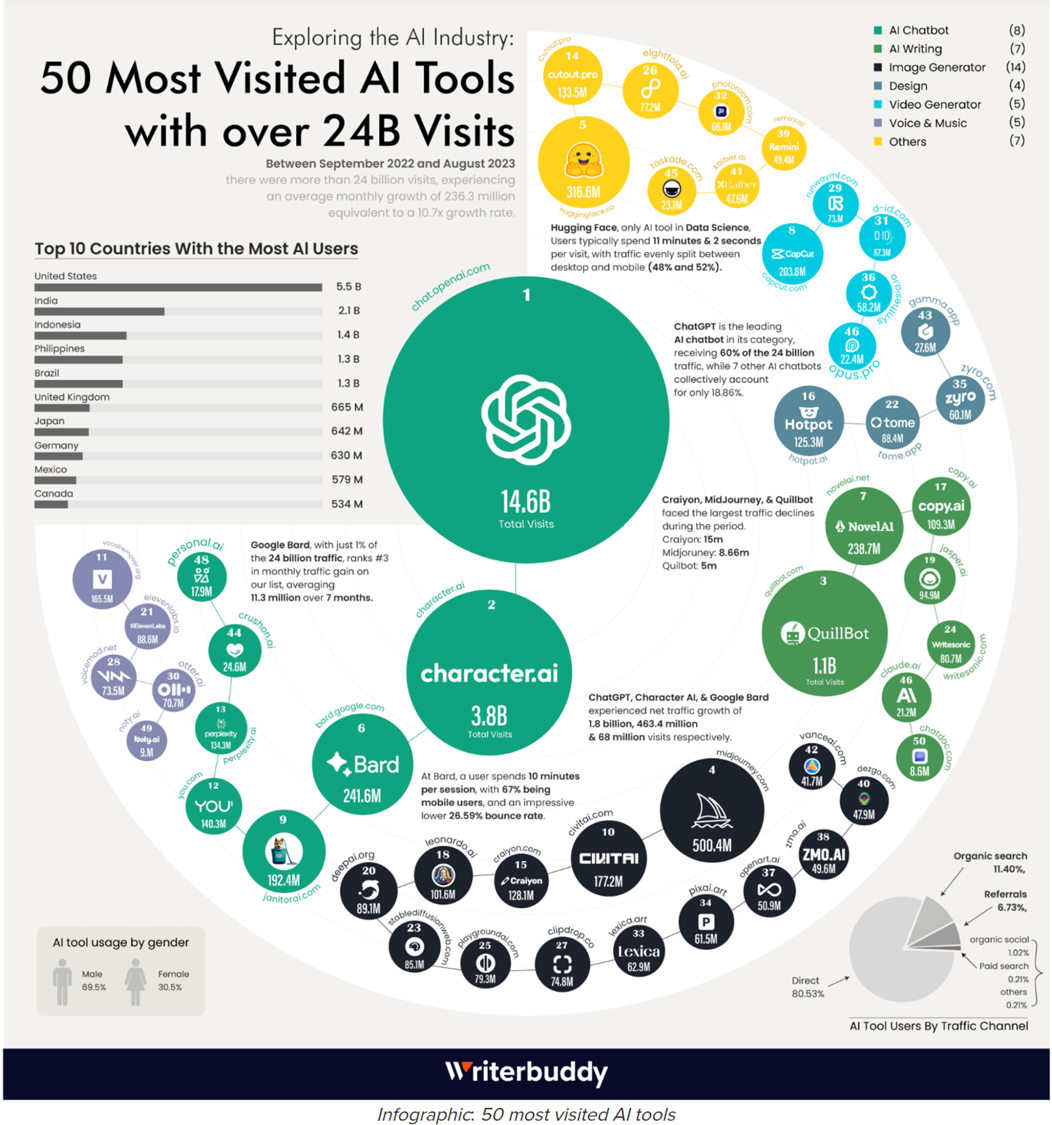 Exploring the AI Industry:
50 Most Visited AI Tools
with over 24B Visits
Between September 2022 and August 2023
there were more than 24 billion visits, experiencing
an average monthly growth of 236.3 million
equivalent to a 10.7x growth rate.
AI Chatbot (8)
AI Writing (7)
Image Generator (14)
Design (4)
Video Generator (5)
Voice & Music (5)
Others (7)
Top 10 Countries With the Most AI Users
United States
5.5 B
India
2.1 B
Indonesia
1.4 B
Philippines
1.3 B
Brazil
1.3 B
United Kingdom
665 M
Japan
642 M
Germany
630 M
Mexico
579 M
Canada
534 M
cutout.pro
14
cutout.pro
133.5M
eightfold.ai
26
77.2M
photoroom.com
32
66.1M
remini.ai
39
Remini
49.4M
5
316.6M
huggingface.co
taskade.com
45
23.1M
kaiber.ai
41
Kaiber
47.6M
Hugging Face, only AI tool in Data Science,
Users typically spend 11 minutes & 2 seconds
per visit, with traffic evenly split between
desktop and mobile (48% and 52%).
runwayml.com
29
R
73.M
d-id.com
31
D-ID
67.3M
8
CapCut
203.8M
capcut.com
36
58.2M
synthesia
46
22.4M
opus.pro
gamma.app
43
27.6M
zyro.com
35
zyro
60.1M
22
tome
88.4M
tome.app
16
Hotpot
125.3M
hotpot.ai
chat.openai.com
1
14.6B
Total Visits
ChatGPT is the leading
AI chatbot in its category,
receiving 60% of the 24 billion
traffic, while 7 other AI chatbots
collectively account
for only 18.86%.
Craiyon, MidJourney, & Quillbot
faced the largest traffic declines
during the period.
Craiyon: 15m
Midjoruney: 8.66m
Quilbot: 5m
novelai.net
7
NovelAI
238.7M
copy.ai
17
copy.ai
109.3M
jasper.ai
19
94.9M
quillbot.com
3
QuillBot
1.1B
Total Visits
24
Writesonic
80.7M
writesonic.com
claude.ai
46
A\
21.2M
chatdoc.com
50
8.6M
Google Bard, with just 1% of
the 24 billion traffic, ranks #3
in monthly traffic gain on
our list, averaging
11.3 million over 7 months.
character.ai
2
character.ai
3.8B
Total Visits
ChatGPT, Character AI, & Google Bard
experienced net traffic growth of
1.8 billion, 463.4 million
& 68 million visits respectively.
vocalremover.org
11
V
165.5M
elevenlabs.io
21
IIElevenLabs
88.6M
voicemod.net
28
73.5M
otter.ai
30
70.7M
noty.ai
49
Noty.ai
9.M
personal.ai
48
17.9M
crushon.ai
44
24.6M
13
perplexity
134.3M
perplexity ai
you.com
12
YOU
140.3M
9
192.4M
janitorai.com
bard.google.com
6
Bard
241.6M
At Bard, a user spends 10 minutes
per session, with 67% being
mobile users, and an impressive
lower 26.59% bounce rate.
midjourney.com
4
500.4M
civitai.com
10
CIVITAI
177.2M
craiyon.com
15
Craiyon
128.1M
leonardo.ai
18
101.6M
deepai.org
20
89.1M
stablediffusionweb.com
23
85.1M
playgroundai.com
25
79.3M
clipdrop.co
27
74.8M
lexica.art
33
Lexica
62.9M
pixai.art
34
P
61.5M
openart.ai
37
50.9M
zmo.ai
38
ZMO.AI
49.6M
dezgo.com
40
47.9M
vanceai.com
42
41.7M
AI tool usage by gender
Male
69.5%
Female
30.5%
Organic search
11.40%,
Referrals
6.73%,
organic social
1.02%
Paid search
0.21%
others
0.21%
Direct
80.53%
AI Tool Users By Traffic Channel
Writerbuddy
Infographic: 50 most visited AI tools